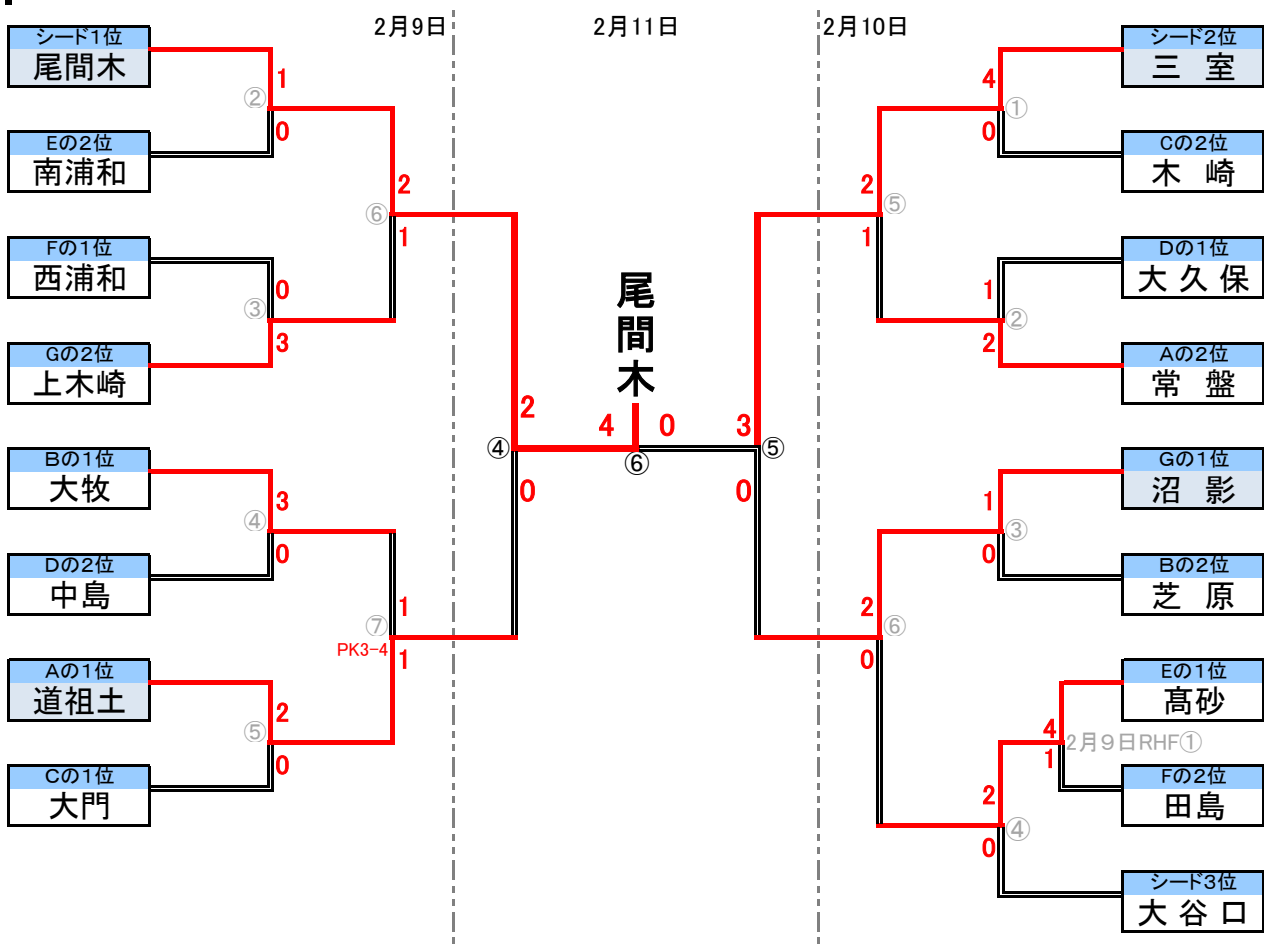 2月9日
2月11日
2月10日
シード1位
尾間木
1
②
0
Eの2位
南浦和
2
⑥
1
Fの1位
西浦和
0
③
3
Gの2位
上木崎
Bの1位
大牧
3
④
0
Dの2位
中島
1
⑦
PK3-4
1
Aの1位
道祖土
2
⑤
0
Cの1位
大門
2
④
0
尾間木
4
0
⑥
3
⑤
0
シード2位
三 室
4
①
0
Cの2位
木 崎
2
⑤
1
Dの1位
大久保
1
②
2
Aの2位
常 盤
Gの1位
沼 影
1
③
0
Bの2位
芝 原
2
⑥
0
Eの1位
髙砂
4
2月9日RHF①
1
Fの2位
田島
2
④
0
シード3位
大谷口